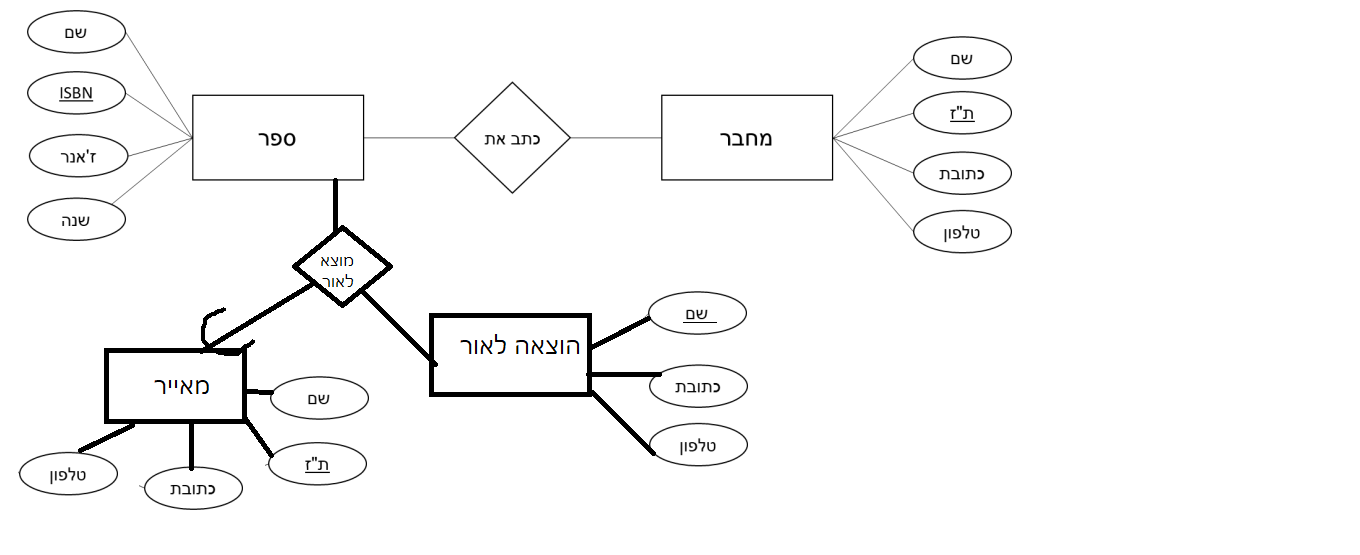 שם
ISBN
ז'אנר
שנה
ספר
כתב את
מחבר
שם
ת"ז
כתובת
טלפון
מוצא
לאור
הוצאה לאור
שם
כתובת
טלפון
מאייר
שם
ת"ז
כתובת
טלפון